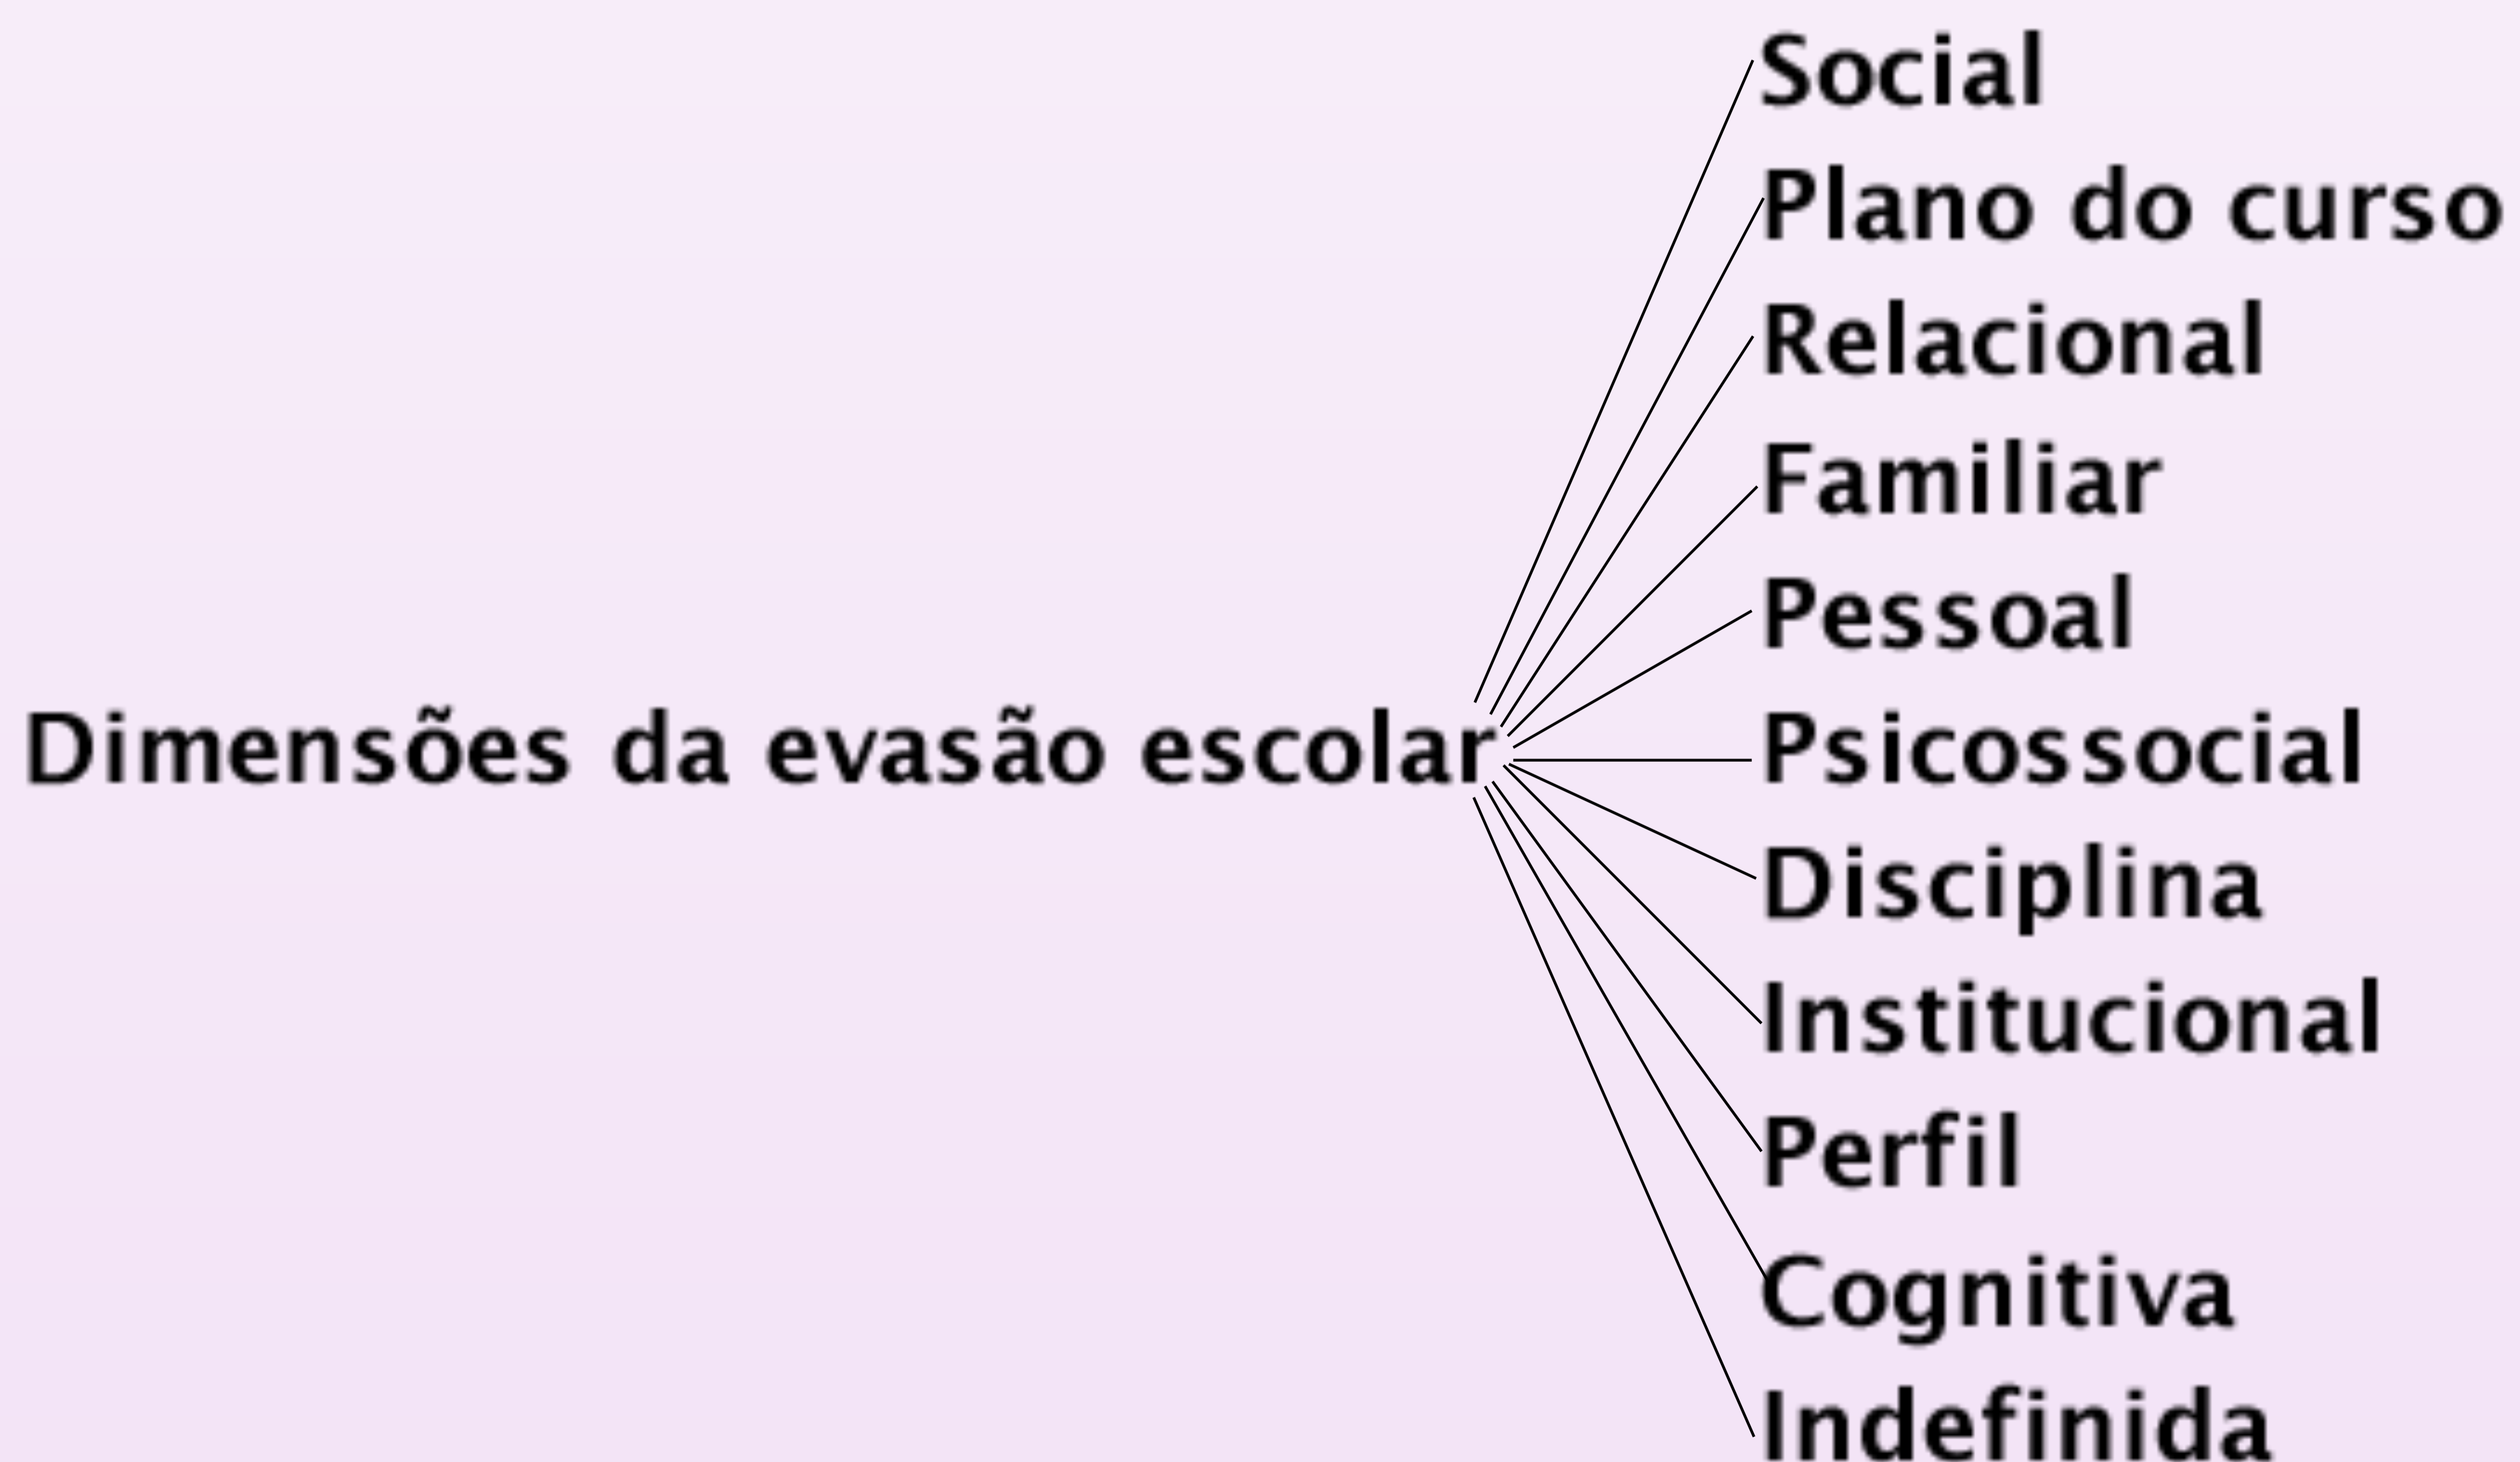 Social
Plano do curso
Relacional
Familiar
Pessoal
Dimensões da evasão escolar
Psicossocial
Disciplina
Institucional
Perfil
Cognitiva
Indefinida